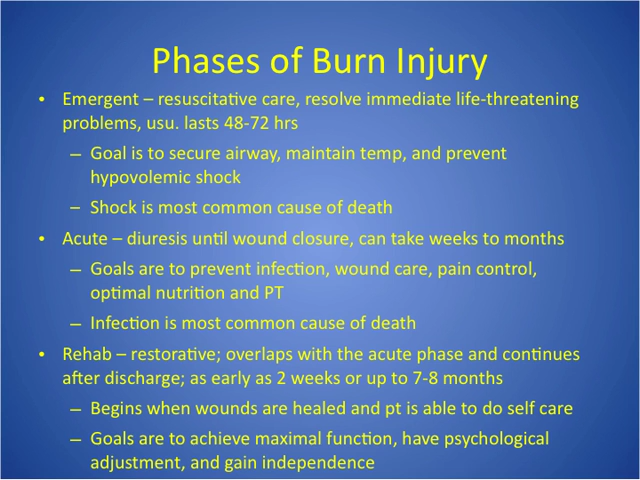 Phases of Burn Injury
• Emergent – resuscitative care, resolve immediate life-threatening
problems, usu. lasts 48-72 hrs
– Goal is to secure airway, maintain temp, and prevent
hypovolemic shock
– Shock is most common cause of death
• Acute – diuresis until wound closure, can take weeks to months
– Goals are to prevent infection, wound care, pain control,
optimal nutrition and PT
– Infection is most common cause of death
• Rehab – restorative; overlaps with the acute phase and continues
after discharge; as early as 2 weeks or up to 7-8 months
– Begins when wounds are healed and pt is able to do self care
– Goals are to achieve maximal function, have psychological
adjustment, and gain independence